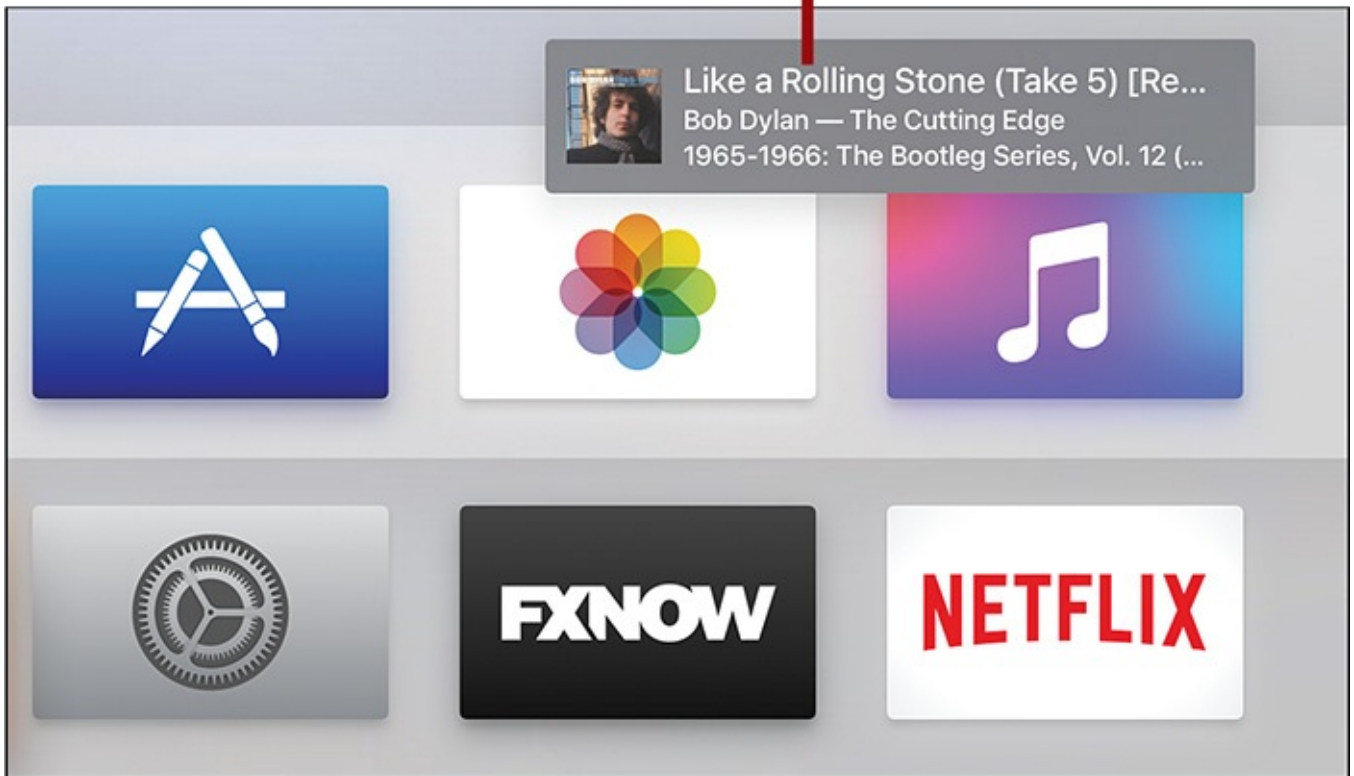 Like a Rolling Stone (Take 5) [Re...
Bob Dylan — The Cutting Edge
1965-1966: The Bootleg Series, Vol. 12 (...
FXNOW
NETFLIX